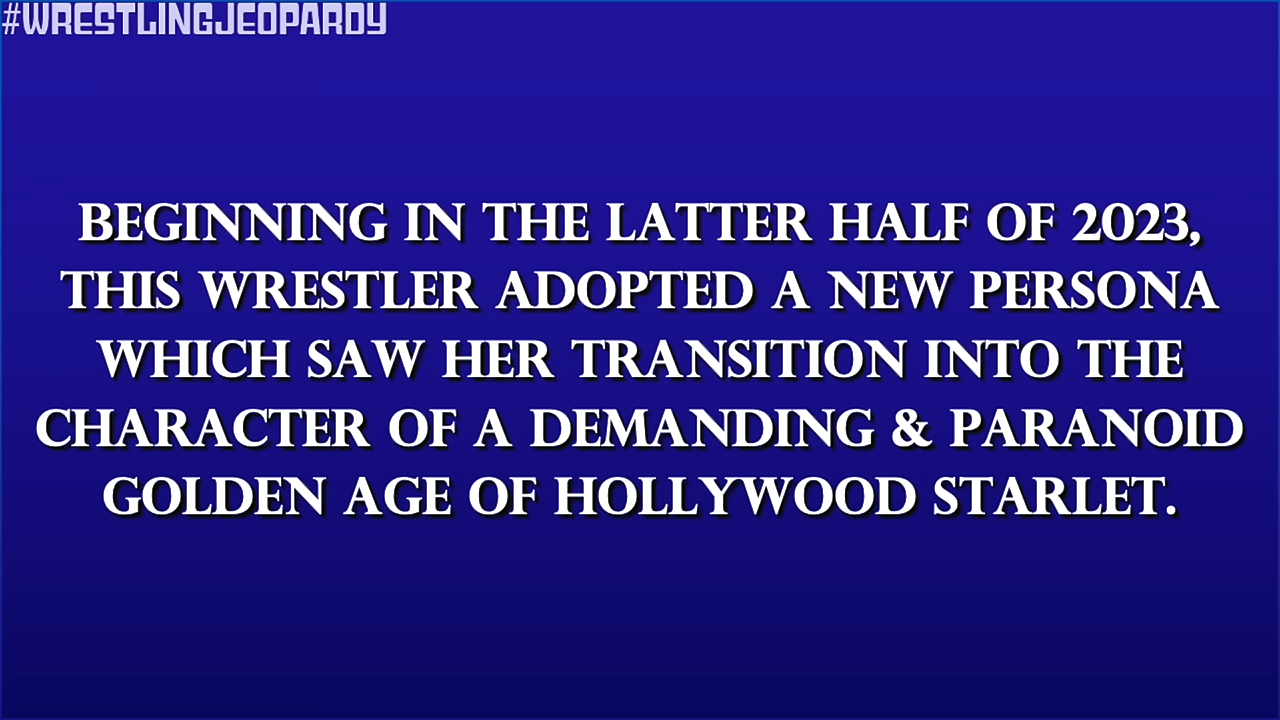 #WRESTLINGJEOPARDY
BEGINNING IN THE LATTER HALF OF 2023,
THIS WRESTLER ADOPTED A NEW PERSONA
WHICH SAW HER TRANSITION INTO THE
CHARACTER OF A DEMANDING & PARANOID
GOLDEN AGE OF HOLLYWOOD STARLET.